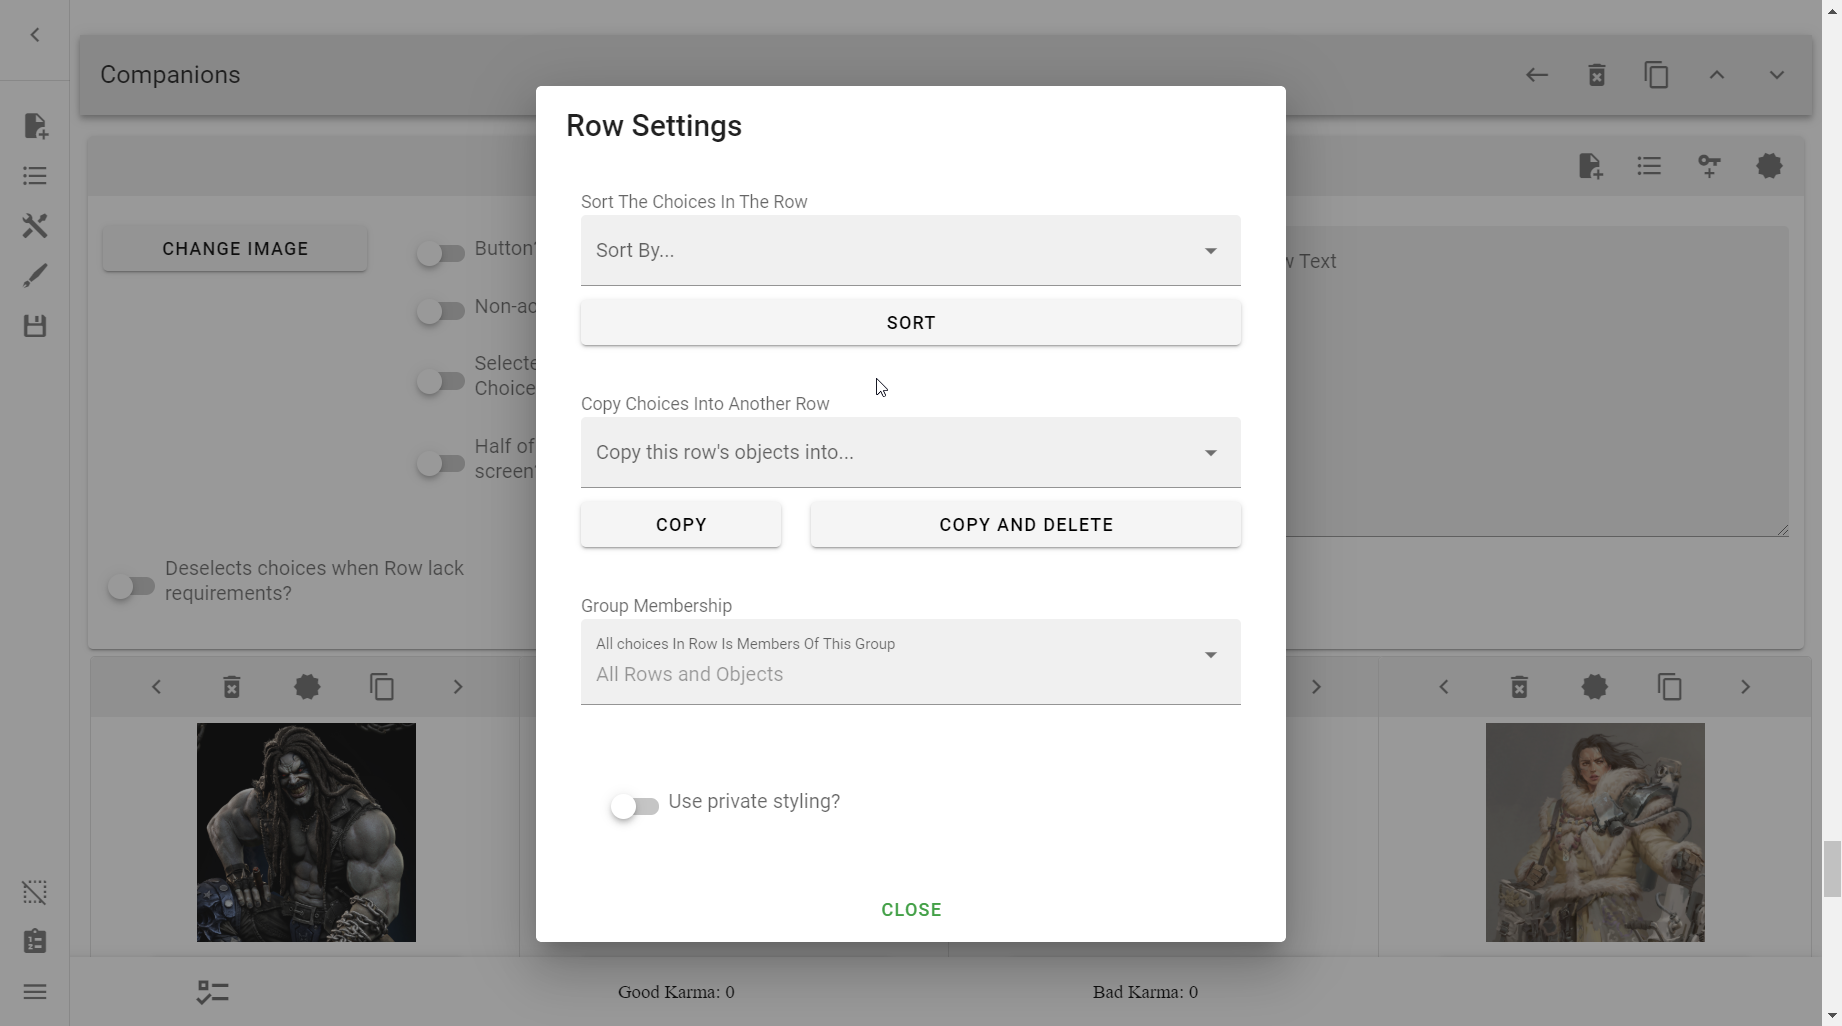 Companions
Row Settings
Sort The Choices In The Row
Sort By...
SORT
CHANGE IMAGE
Button?
Non-ac
Selecte
Choice
Half of
screen?
Text
Copy Choices Into Another Row
Copy this row's objects into...
COPY
COPY AND DELETE
Deselects choices when Row lack
requirements?
Group Membership
All choices In Row Is Members Of This Group
All Rows and Objects
Use private styling?
CLOSE
Good Karma: 0
Bad Karma: 0